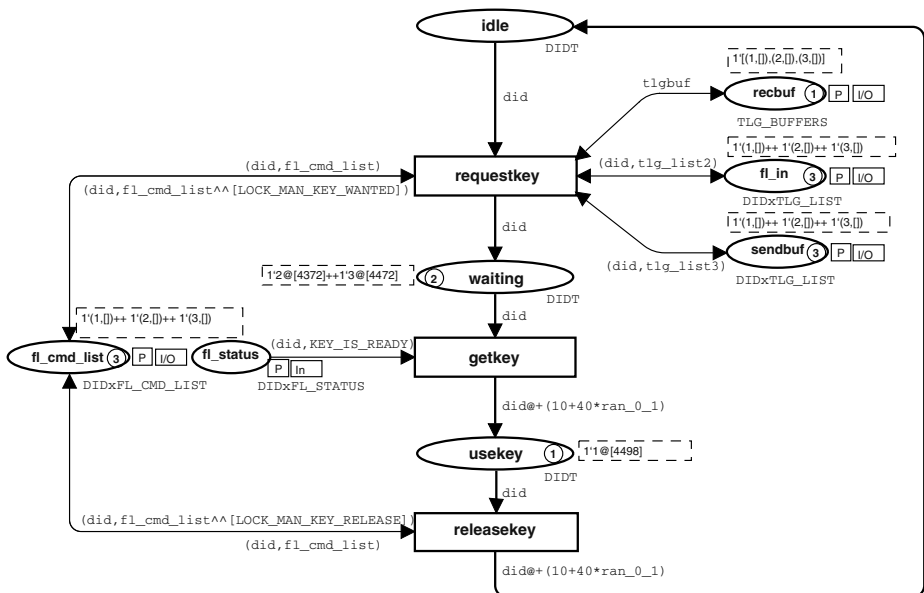 idle
DIDT
did
1'[(1,[]),(2,[]),(3,[])]
tlgbuf
recbuf 1 P I/O
TLG_BUFFERS
1'(1,[])++ 1'(2,[])++ 1'(3,[])
(did,fl_cmd_list)
requestkey
(did,tlg_list2)
fl_in 3 P I/O
(did,fl_cmd_list^^[LOCK_MAN_KEY_WANTED])
DIDxTLG_LIST
1'(1,[])++ 1'(2,[])++ 1'(3,[])
did
sendbuf 3 P I/O
(did,tlg_list3)
DIDxTLG_LIST
1'2@[4372]++1'3@[4472]
2 waiting
DIDT
did
1'(1,[])++ 1'(2,[])++ 1'(3,[])
(did,KEY_IS_READY)
fl_cmd_list 3 P I/O
fl_status
P In
getkey
DIDxFL_CMD_LIST
DIDxFL_STATUS
did@+(10+40*ran_0_1)
usekey 1
1'1@[4498]
DIDT
did
(did,fl_cmd_list^^[LOCK_MAN_KEY_RELEASE])
releasekey
(did,fl_cmd_list)
did@+(10+40*ran_0_1)